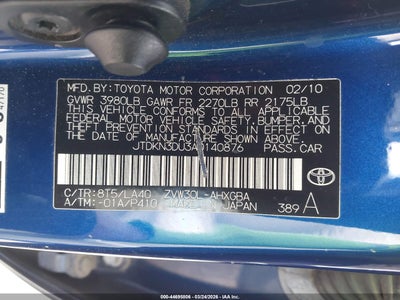 MFD.BY: TOYOTA MOTOR CORPORATION 02/10
GVWR 3980LB GAWR FR 2270LB RR 2175LB
THIS VEHICLE CONFORMS TO ALL APPLICABLE
FEDERAL MOTOR VEHICLE SAFETY, BUMPER,
AND THEFT PREVENTION STANDARDS IN EFFECT
ON THE DATE OF MANUFACTURE SHOWN ABOVE.
JTDKN3DU3A0140876 PASS.CAR
C/TR: 8T5/LA40 ZVW30L-AHXGBA
A/TM: -01A/P410 MADE IN JAPAN 389 A
TOYOTA
47170
000-44695006 - 03/24/2026 - IAA